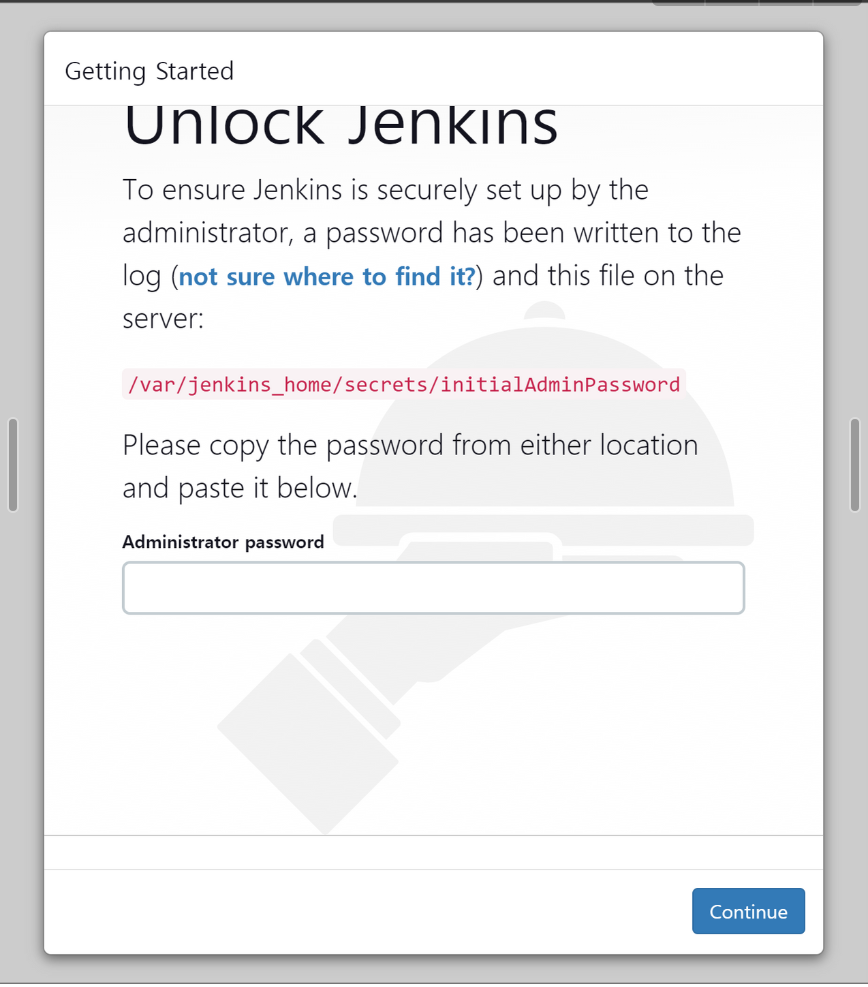 Getting Started
Unlock Jenkins
To ensure Jenkins is securely set up by the
administrator, a password has been written to the
log (not sure where to find it?) and this file on the
server:
/var/jenkins_home/secrets/initialAdminPassword
Please copy the password from either location
and paste it below.
Administrator password
Continue